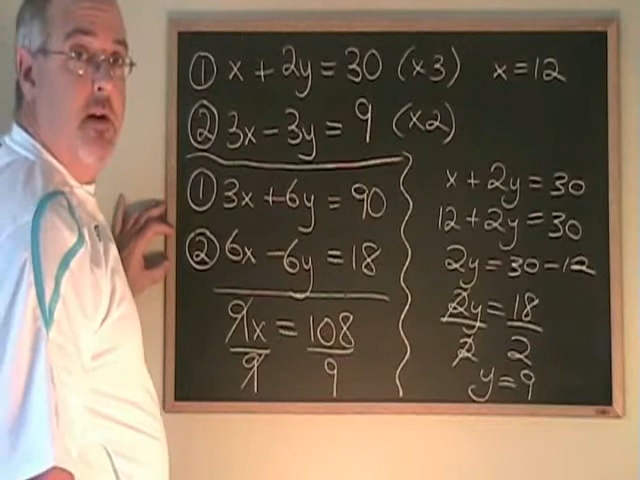 ① x + 2y = 30 (x3)
② 3x - 3y = 9 (x2)
① 3x + 6y = 90
② 6x - 6y = 18
9x = 108
9 9
x = 12
x + 2y = 30
12 + 2y = 30
2y = 30 - 12
2y = 18
2 2
y = 9